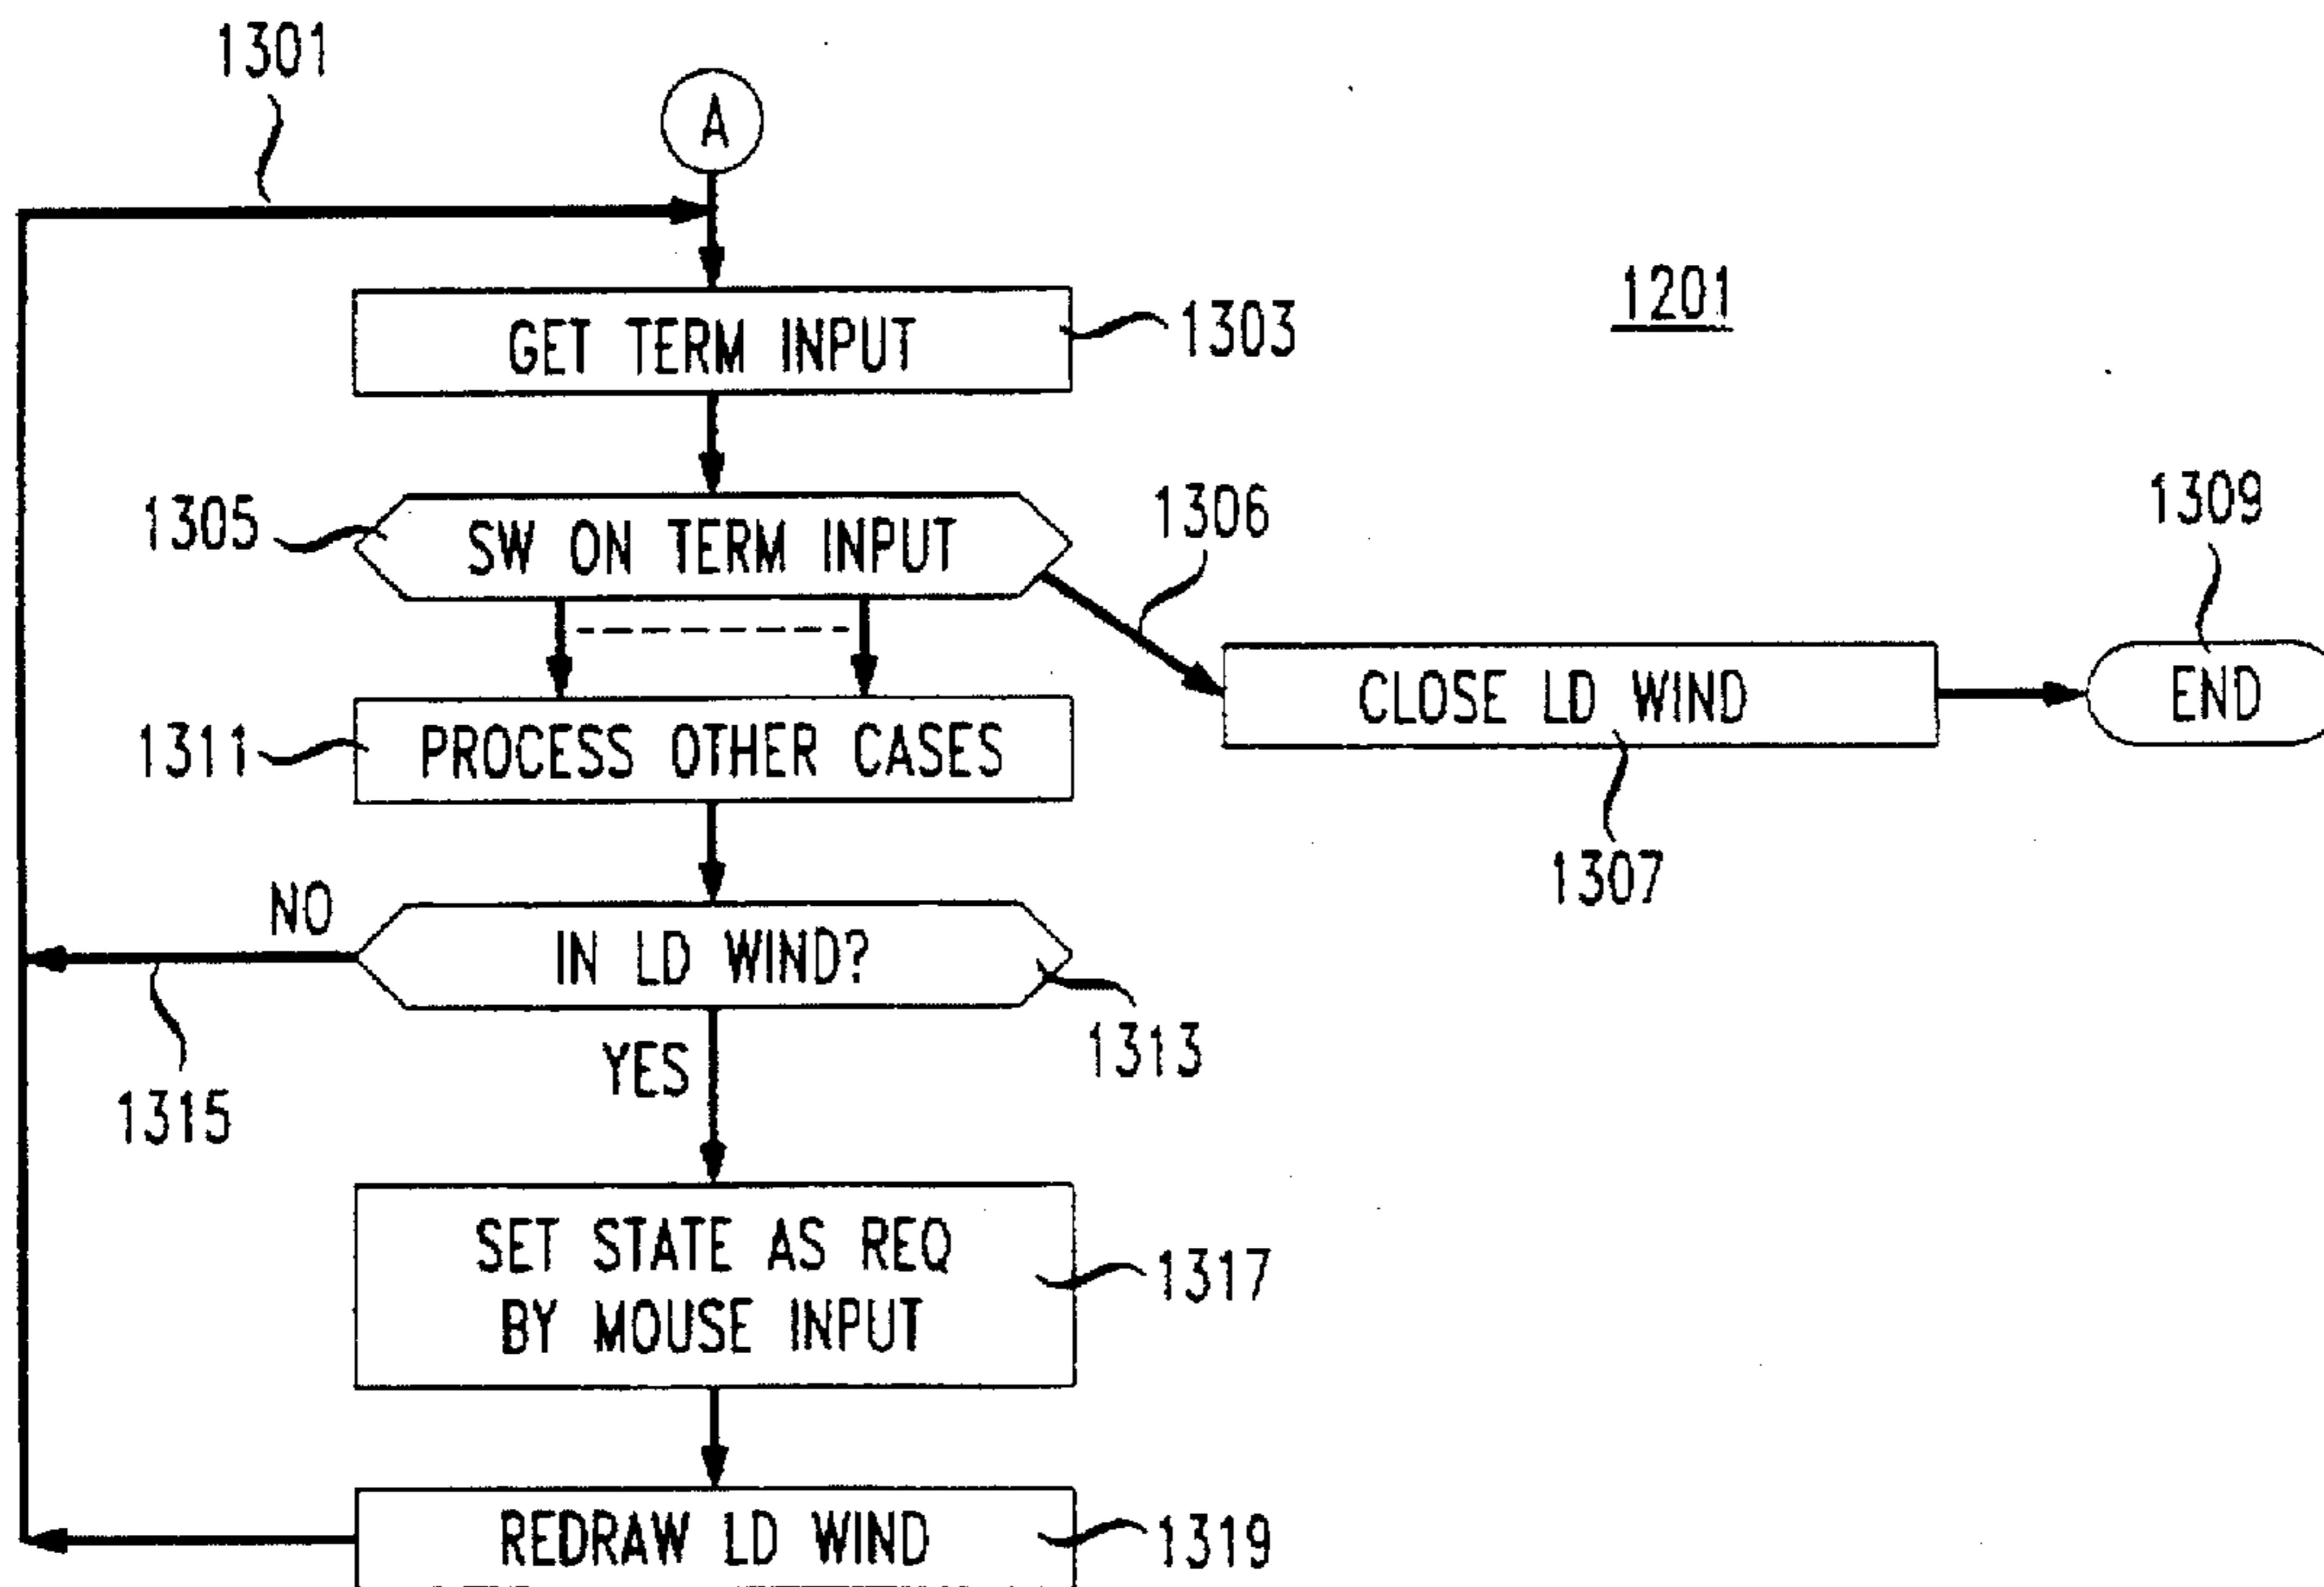 1301
A
GET TERM INPUT
1303
1201
1305
SW ON TERM INPUT
1306
1309
1311
PROCESS OTHER CASES
CLOSE LD WIND
END
1307
NO
IN LD WIND?
1313
YES
1315
SET STATE AS REQ
BY MOUSE INPUT
1317
REDRAW LD WIND
1319